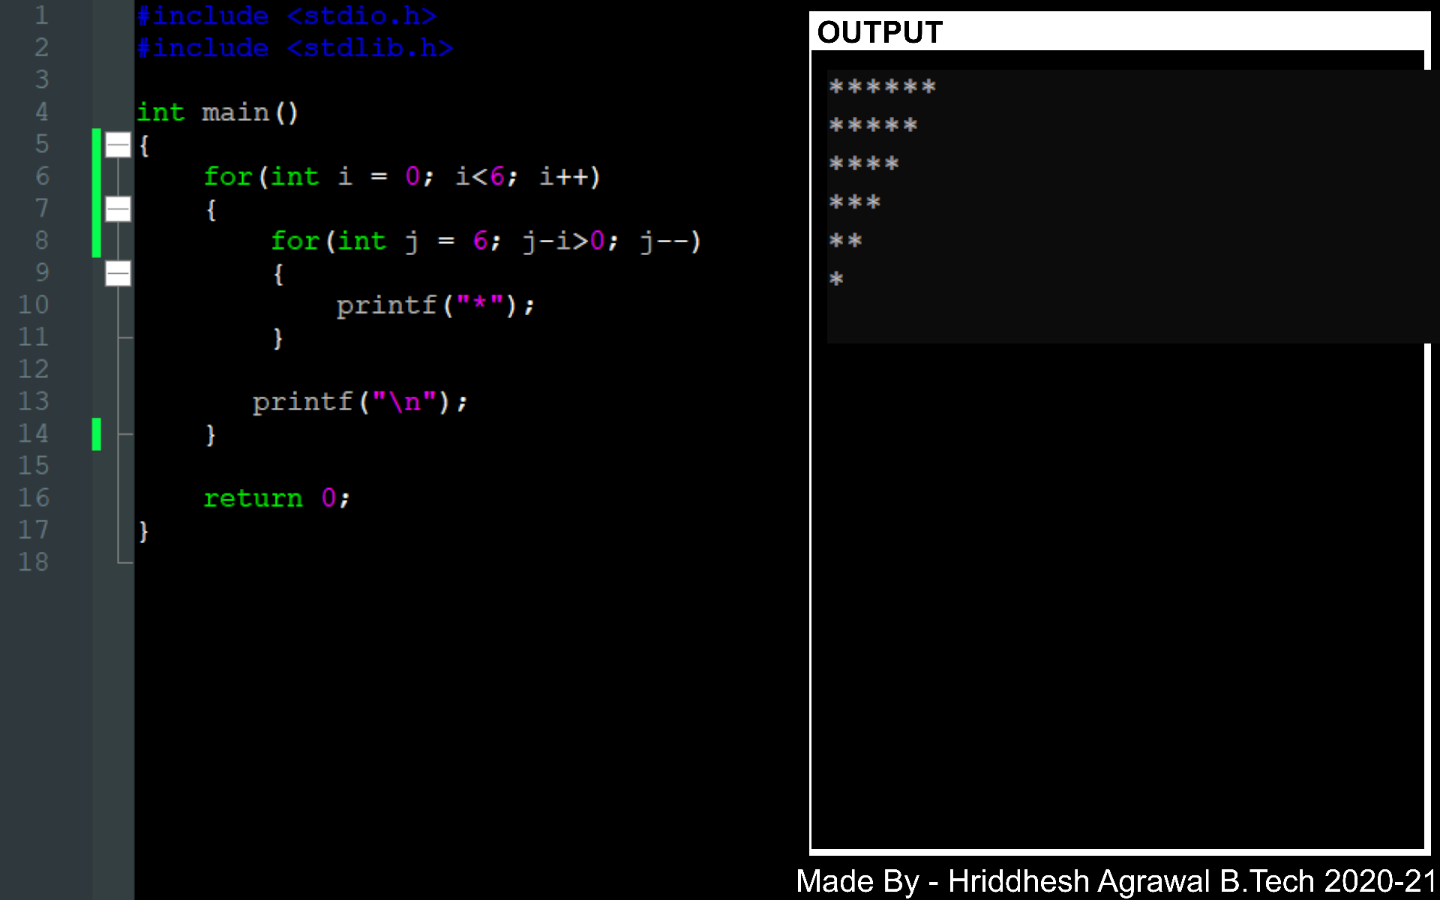 1 #include <stdio.h>
2 #include <stdlib.h>
3
4 int main()
5 {
6     for(int i = 0; i<6; i++)
7     {
8         for(int j = 6; j-i>0; j--)
9         {
10             printf("*");
11         }
12
13        printf("\n");
14     }
15
16     return 0;
17 }
18
OUTPUT
******
*****
****
***
**
*
Made By - Hriddhesh Agrawal B.Tech 2020-21